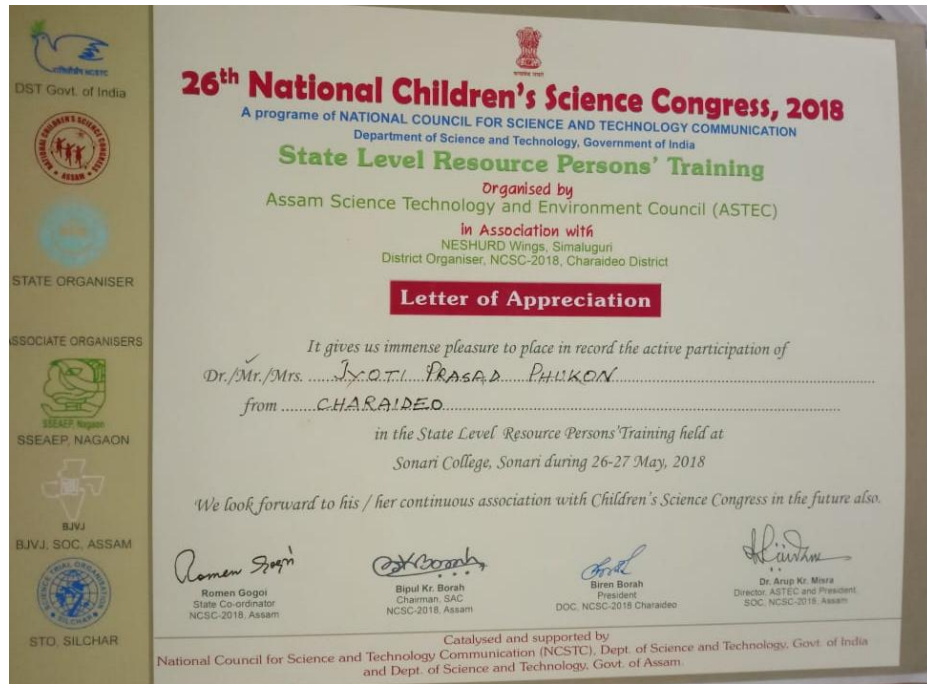 DST Govt. of India
STATE ORGANISER
ASSOCIATE ORGANISERS
SSEAEP, Nagaon
SSEAEP, NAGAON
BJVJ
BJVJ, SOC, ASSAM
STO, SILCHAR
26th National Children's Science Congress, 2018
A programe of NATIONAL COUNCIL FOR SCIENCE AND TECHNOLOGY COMMUNICATION
Department of Science and Technology, Government of India
State Level Resource Persons' Training
Organised by
Assam Science Technology and Environment Council (ASTEC)
in Association with
NESHURD Wings, Simaluguri
District Organiser, NCSC-2018, Charaideo District
Letter of Appreciation
It gives us immense pleasure to place in record the active participation of
Dr./Mr./Mrs. JYOTI PRASAD PHUKON
from CHARAIDEO
in the State Level Resource Persons'Training held at
Sonari College, Sonari during 26-27 May, 2018
We look forward to his / her continuous association with Children's Science Congress in the future also.
Romen Gogoi
State Co-ordinator
NCSC-2018, Assam
Bipul Kr. Borah
Chairman, SAC
NCSC-2018, Assam
Biren Borah
President
DOC, NCSC-2018 Charaideo
Dr. Arup Kr. Misra
Director, ASTEC and President,
SOC, NCSC-2018, Assam
Catalysed and supported by
National Council for Science and Technology Communication (NCSTC), Dept. of Science and Technology, Govt. of India
and Dept. of Science and Technology, Govt. of Assam.